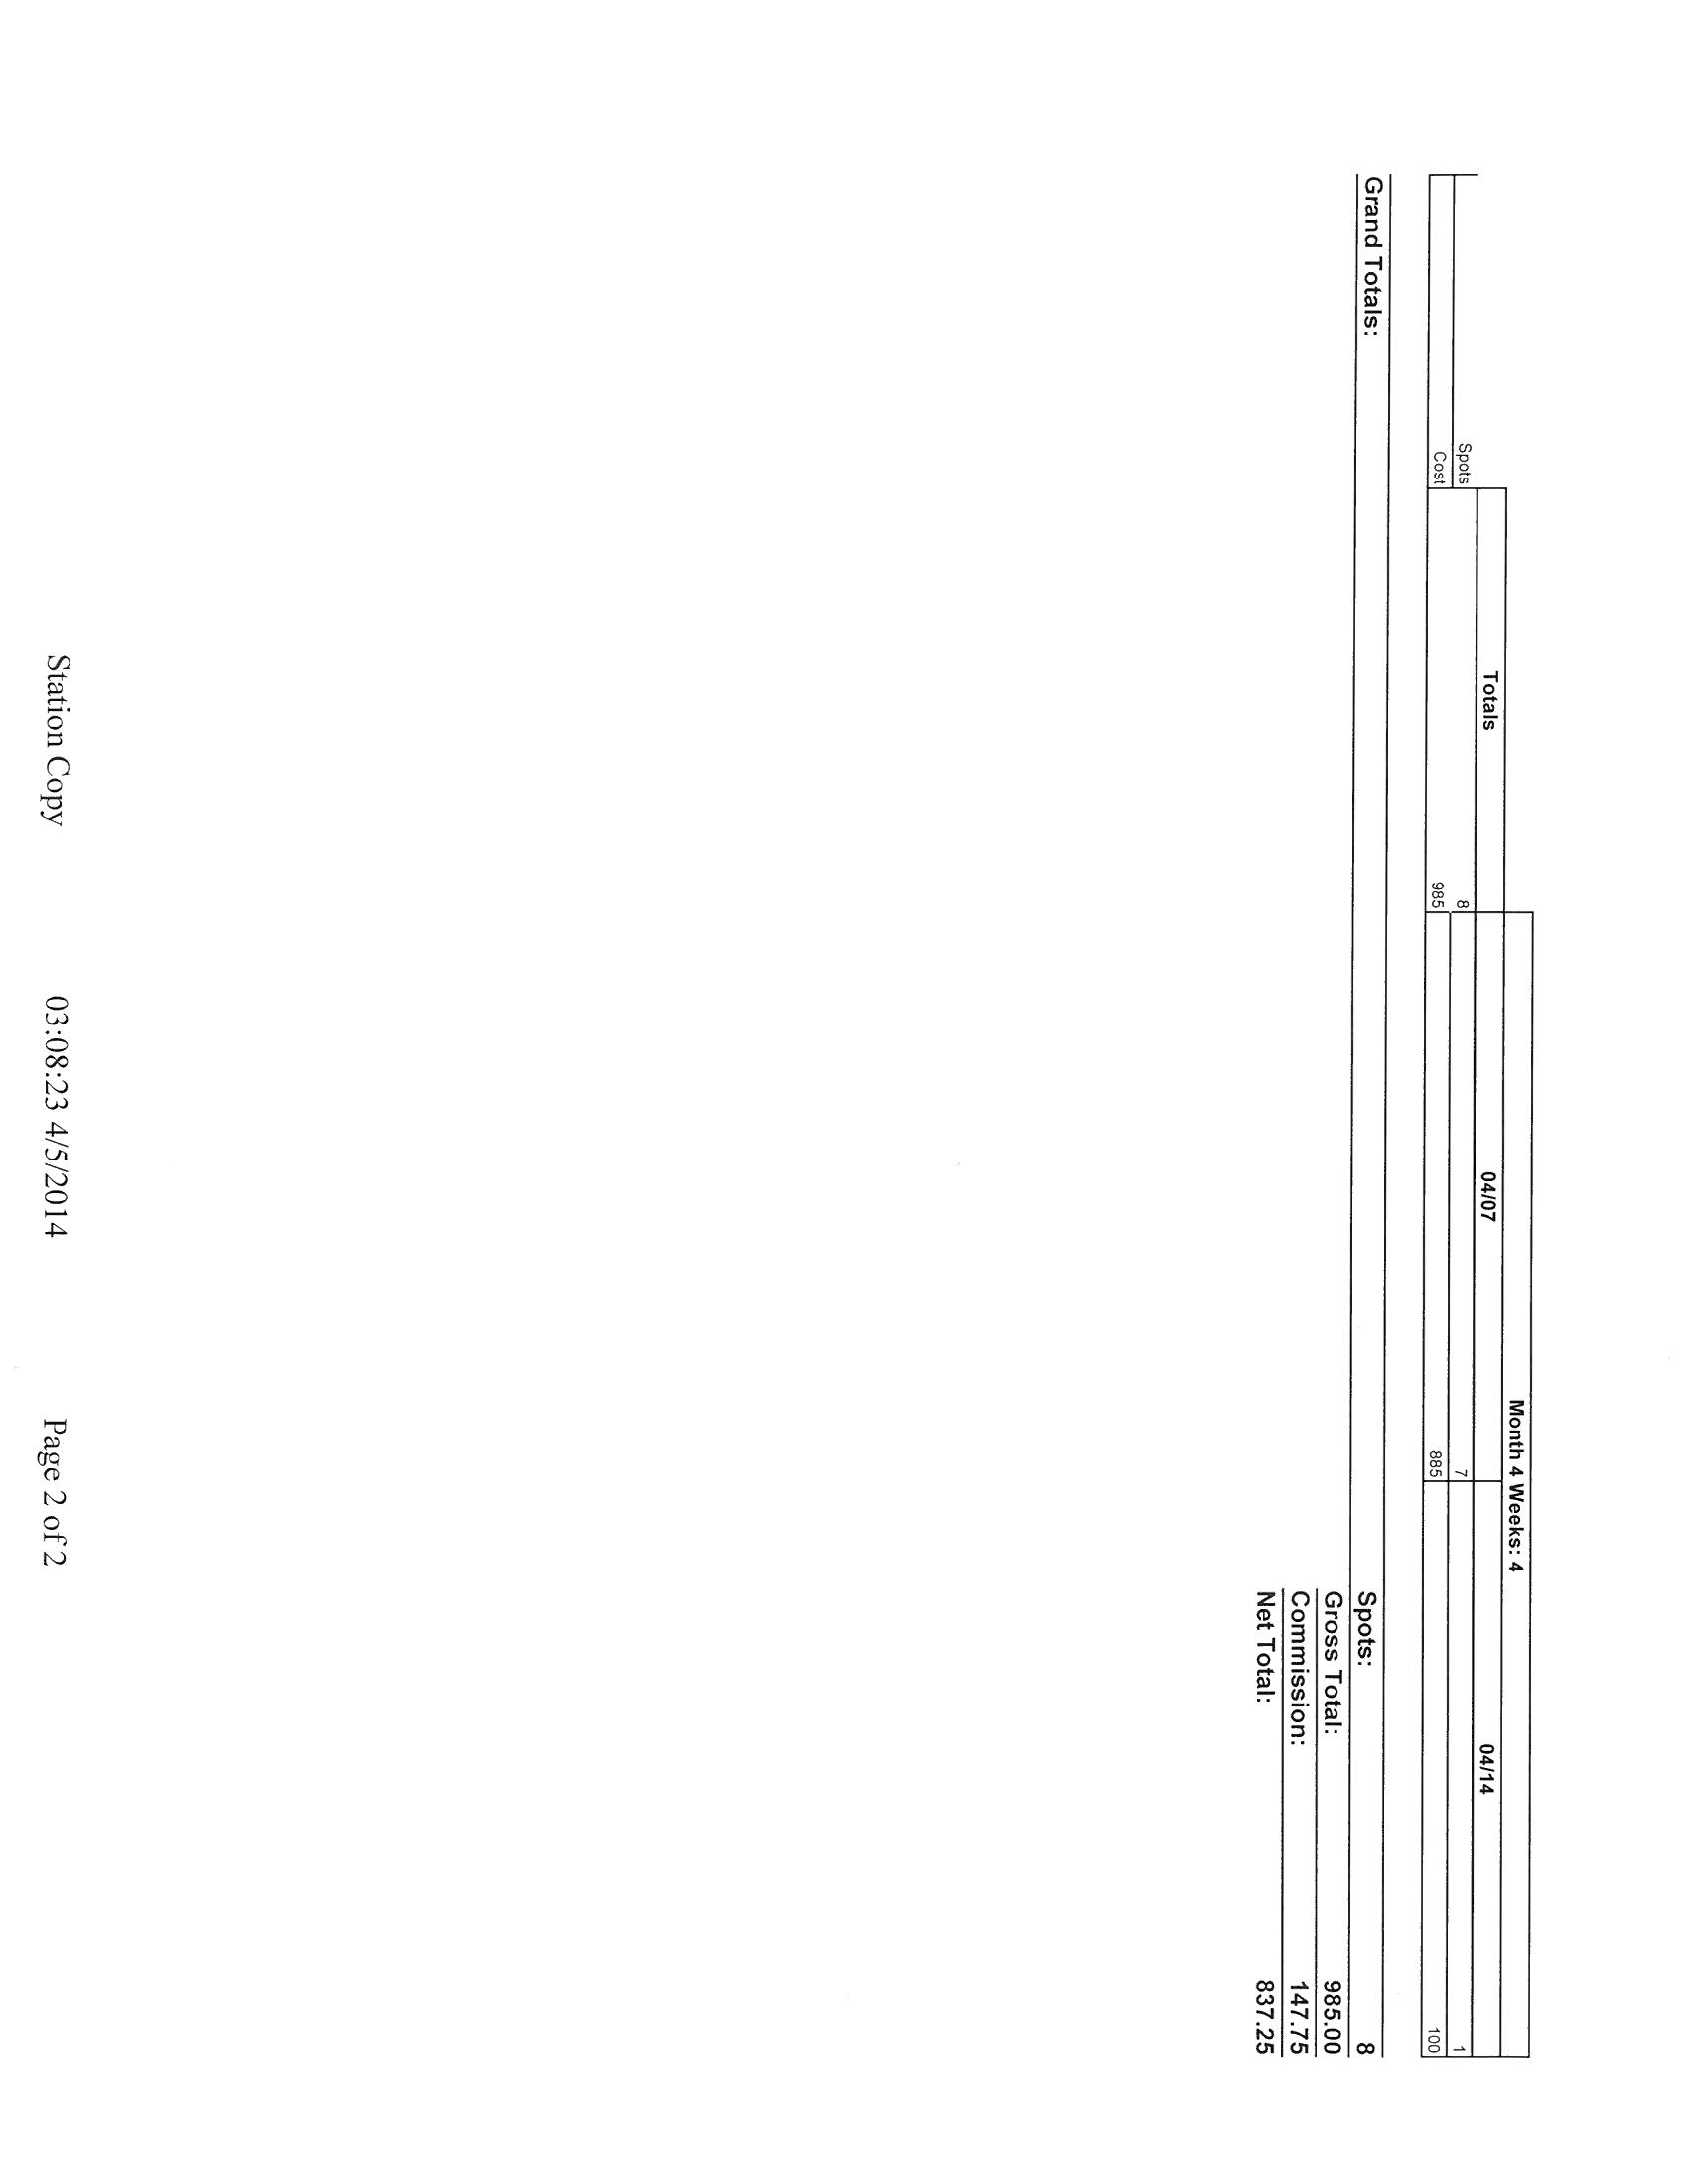 Month 4 Weeks: 4
Totals 04/07 04/14
Spots 8 7 1
Cost 985 885 100
Grand Totals: Spots: 8
Gross Total: 985.00
Commission: 147.75
Net Total: 837.25
Station Copy 03:08:23 4/5/2014 Page 2 of 2